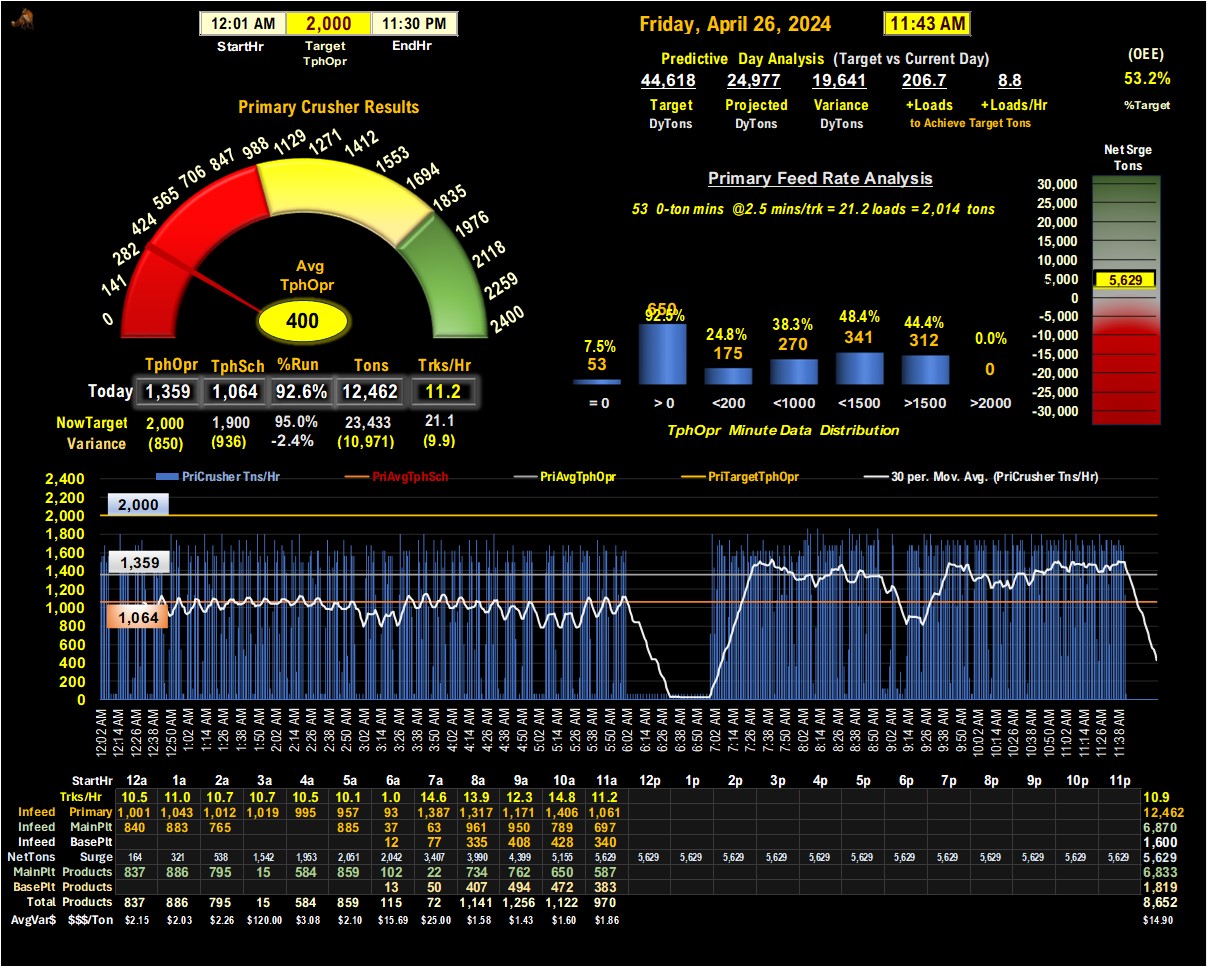 12:01 AM 2,000 11:30 PM
StartHr Target TphOpr EndHr
Friday, April 26, 2024 11:43 AM
Predictive Day Analysis (Target vs Current Day)
44,618 24,977 19,641 206.7 8.8
Target Projected Variance +Loads +Loads/Hr
DyTons DyTons DyTons to Achieve Target Tons
(OEE)
53.2%
%Target
Primary Crusher Results
0 141 282 424 565 706 847 988 1129 1271 1412 1553 1694 1835 1976 2118 2259 2400
Avg
TphOpr
400
TphOpr TphSch %Run Tons Trks/Hr
Today 1,359 1,064 92.6% 12,462 11.2
NowTarget 2,000 1,900 95.0% 23,433 21.1
Variance (850) (936) -2.4% (10,971) (9.9)
Primary Feed Rate Analysis
53 0-ton mins @2.5 mins/trk = 21.2 loads = 2,014 tons
7.5% 92.5% 24.8% 38.3% 48.4% 44.4% 0.0%
53 650 175 270 341 312 0
= 0 > 0 <200 <1000 <1500 >1500 >2000
TphOpr Minute Data Distribution
Net Srge
Tons
30,000
25,000
20,000
15,000
10,000
5,000
0
-5,000
-10,000
-15,000
-20,000
-25,000
-30,000
5,629
PriCrusher Tns/Hr PriAvgTphSch PriAvgTphOpr PriTargetTphOpr 30 per. Mov. Avg. (PriCrusher Tns/Hr)
2,400
2,200
2,000
1,800
1,600
1,400
1,200
1,000
800
600
400
200
0
2,000
1,359
1,064
12:02 AM 12:14 AM 12:26 AM 12:38 AM 12:50 AM 1:02 AM 1:14 AM 1:26 AM 1:38 AM 1:50 AM 2:02 AM 2:14 AM 2:26 AM 2:38 AM 2:50 AM 3:02 AM 3:14 AM 3:26 AM 3:38 AM 3:50 AM 4:02 AM 4:14 AM 4:26 AM 4:38 AM 4:50 AM 5:02 AM 5:14 AM 5:26 AM 5:38 AM 5:50 AM 6:02 AM 6:14 AM 6:26 AM 6:38 AM 6:50 AM 7:02 AM 7:14 AM 7:26 AM 7:38 AM 7:50 AM 8:02 AM 8:14 AM 8:26 AM 8:38 AM 8:50 AM 9:02 AM 9:14 AM 9:26 AM 9:38 AM 9:50 AM 10:02 AM 10:14 AM 10:26 AM 10:38 AM 10:50 AM 11:02 AM 11:14 AM 11:26 AM 11:38 AM
StartHr 12a 1a 2a 3a 4a 5a 6a 7a 8a 9a 10a 11a 12p 1p 2p 3p 4p 5p 6p 7p 8p 9p 10p 11p
Trks/Hr 10.5 11.0 10.7 10.7 10.5 10.1 1.0 14.6 13.9 12.3 14.8 11.2 10.9
Infeed Primary 1,001 1,043 1,012 1,019 995 957 93 1,387 1,317 1,171 1,406 1,061 12,462
Infeed MainPlt 840 883 765 885 37 63 961 950 789 697 6,870
Infeed BasePlt 12 77 335 408 428 340 1,600
NetTons Surge 164 321 538 1,542 1,953 2,051 2,042 3,407 3,990 4,399 5,155 5,629 5,629 5,629 5,629 5,629 5,629 5,629 5,629 5,629 5,629 5,629 5,629 5,629 5,629
MainPlt Products 837 886 795 15 584 859 102 22 734 762 650 587 6,833
BasePlt Products 13 50 407 494 472 383 1,819
Total Products 837 886 795 15 584 859 115 72 1,141 1,256 1,122 970 8,652
AvgVar$ $$$/Ton $2.15 $2.03 $2.26 $120.00 $3.08 $2.10 $15.69 $25.00 $1.58 $1.43 $1.60 $1.86 $14.90